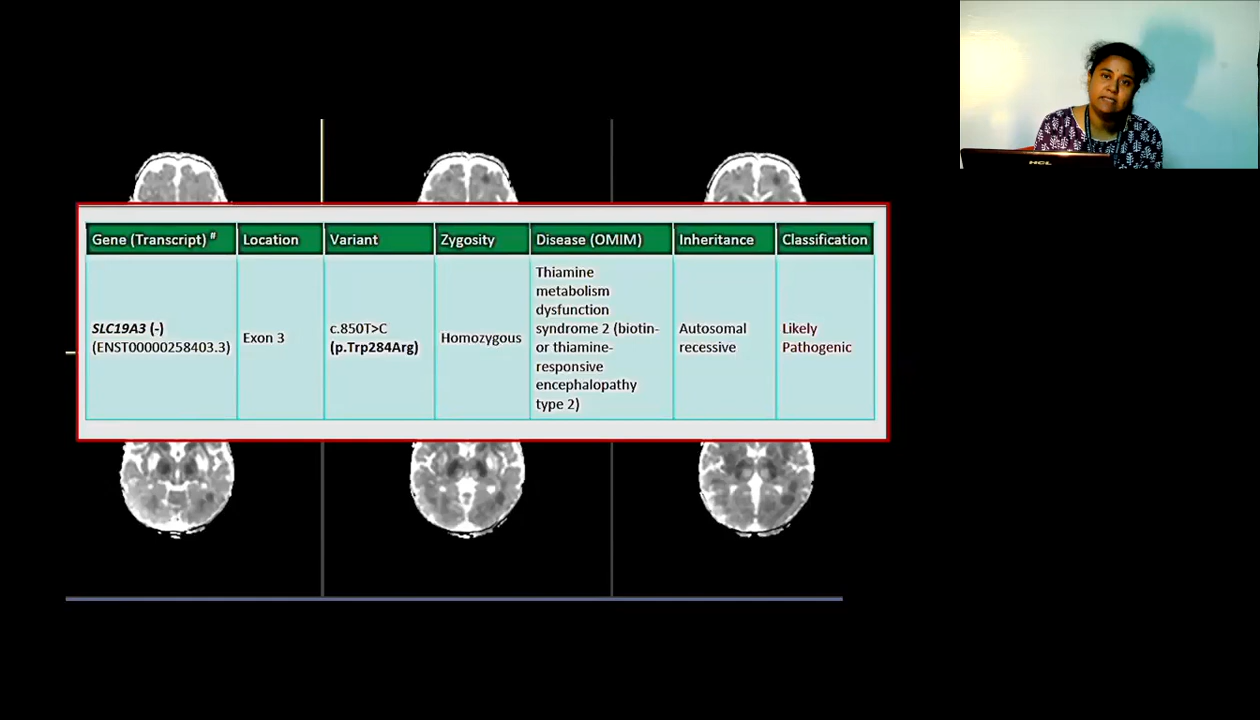 Gene (Transcript) #
Location
Variant
Zygosity
Disease (OMIM)
Inheritance
Classification
SLC19A3 (-)
(ENST00000258403.3)
Exon 3
c.850T>C
(p.Trp284Arg)
Homozygous
Thiamine
metabolism
dysfunction
syndrome 2 (biotin-
or thiamine-
responsive
encephalopathy
type 2)
Autosomal
recessive
Likely
Pathogenic
HCL